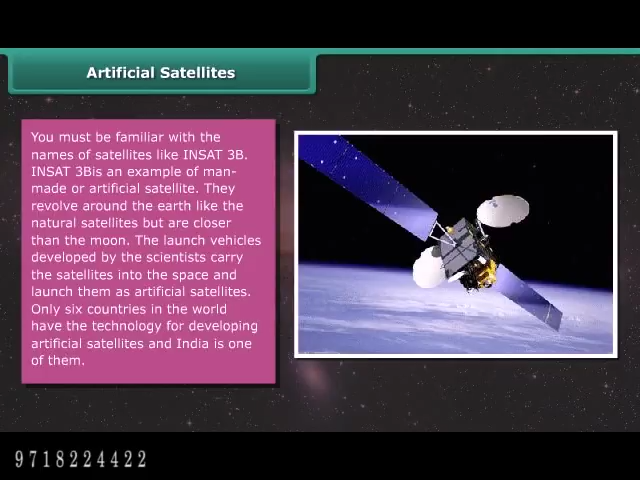 Artificial Satellites
You must be familiar with the
names of satellites like INSAT 3B.
INSAT 3Bis an example of man-
made or artificial satellite. They
revolve around the earth like the
natural satellites but are closer
than the moon. The launch vehicles
developed by the scientists carry
the satellites into the space and
launch them as artificial satellites.
Only six countries in the world
have the technology for developing
artificial satellites and India is one
of them.
9718224422